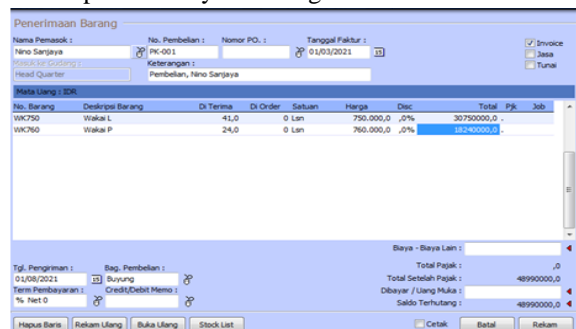 Penerimaan Barang
Nama Pemasok : No. Pembelian : Nomor PO. : Tanggal Faktur :
Nino Sanjaya PK-001 01/03/2021 15 Invoice
Masuk ke Gudang : Keterangan : Jasa
Head Quarter Pembelian, Nino Sanjaya Tunai
Mata Uang : IDR
No. Barang Deskripsi Barang Di Terima Di Order Satuan Harga Disc Total Pjk Job
WK750 Wakai L 41,0 0 Lsn 750.000,0 ,0% 30750000,0 .
WK760 Wakai P 24,0 0 Lsn 760.000,0 ,0% 18240000,0 .
Biaya - Biaya Lain :
Tgl. Pengiriman : Bag. Pembelian : Total Pajak : ,0
01/08/2021 15 Buyung Total Setelah Pajak : 48990000,0
Term Pembayaran : Credit/Debit Memo : Dibayar / Uang Muka :
% Net 0 Saldo Terhutang : 48990000,0
Hapus Baris Rekam Ulang Buka Ulang Stock List Cetak Batal Rekam